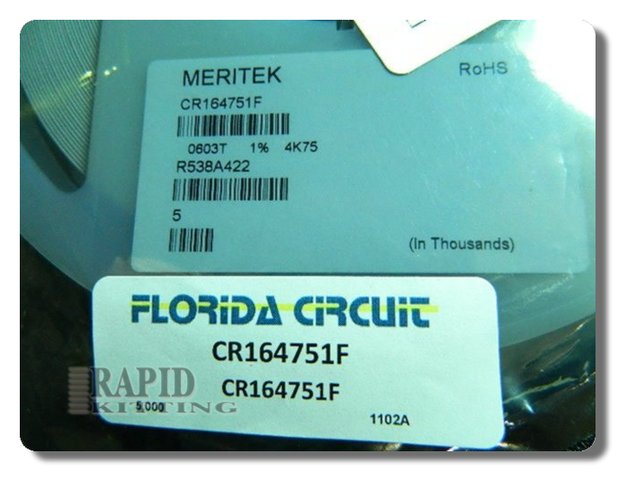 MERITEK
RoHS
CR164751F
0603T 1% 4K75
R538A422
5
(In Thousands)
FLORIDA CIRCUIT
CR164751F
CR164751F
RAPID
KITTING
5,000
1102A